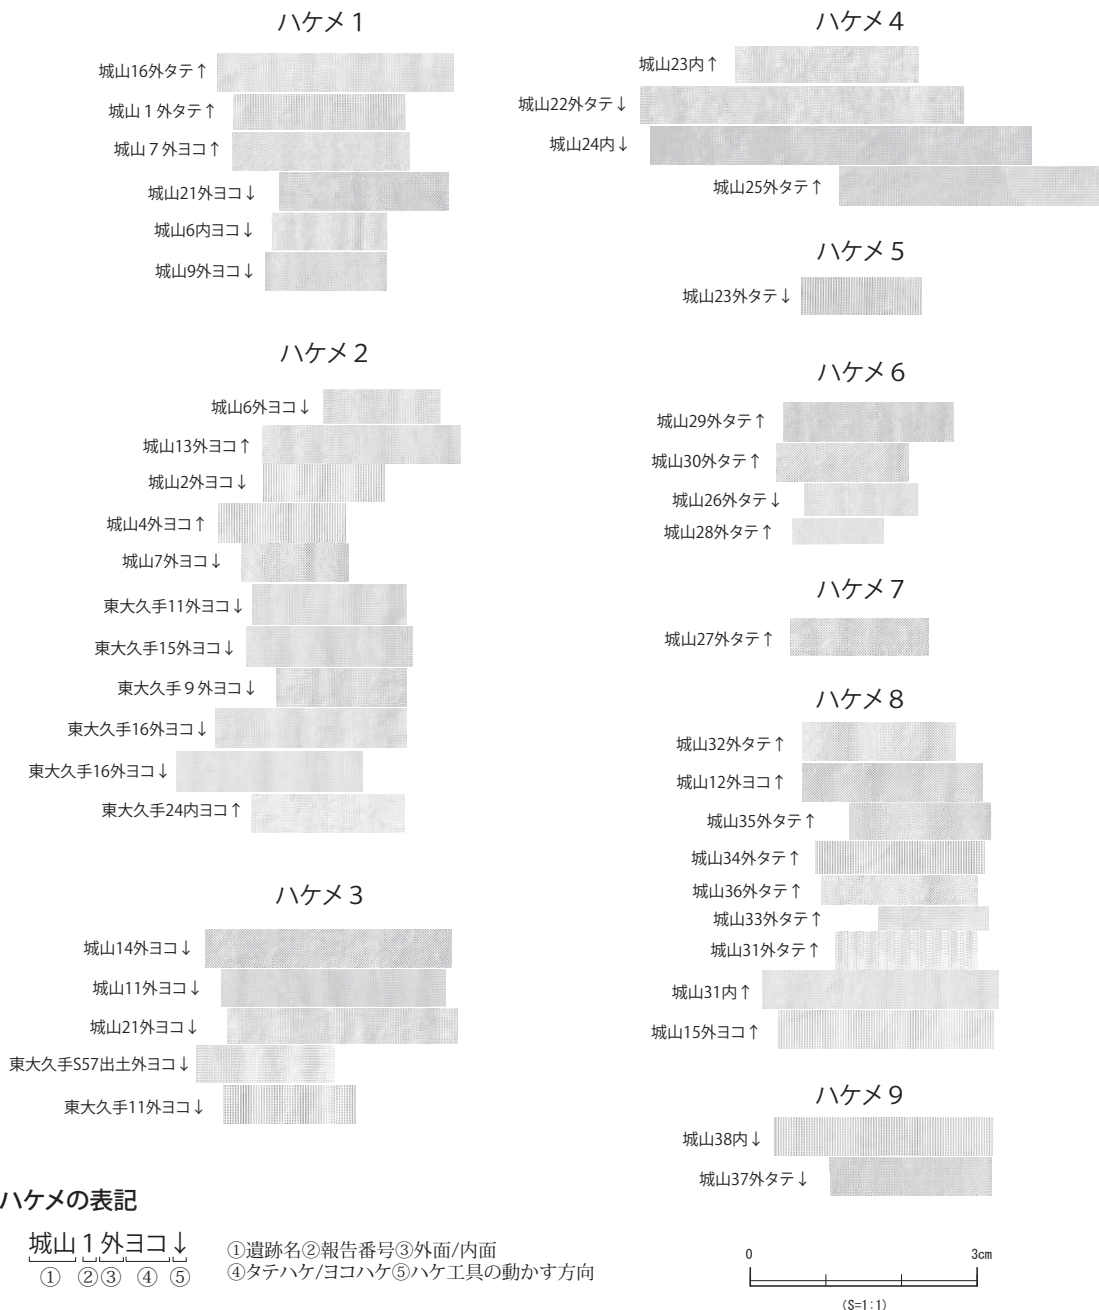 ハケメ１
城山16外タテ↑
城山１外タテ↑
城山７外ヨコ↑
城山21外ヨコ↓
城山6内ヨコ↓
城山9外ヨコ↓
ハケメ２
城山6外ヨコ↓
城山13外ヨコ↑
城山2外ヨコ↓
城山4外ヨコ↑
城山7外ヨコ↓
東大久手11外ヨコ↓
東大久手15外ヨコ↓
東大久手９外ヨコ↓
東大久手16外ヨコ↓
東大久手16外ヨコ↓
東大久手24内ヨコ↑
ハケメ３
城山14外ヨコ↓
城山11外ヨコ↓
城山21外ヨコ↓
東大久手S57出土外ヨコ↓
東大久手11外ヨコ↓
ハケメ４
城山23内↑
城山22外タテ↓
城山24内↓
城山25外タテ↑
ハケメ５
城山23外タテ↓
ハケメ６
城山29外タテ↑
城山30外タテ↑
城山26外タテ↓
城山28外タテ↑
ハケメ７
城山27外タテ↑
ハケメ８
城山32外タテ↑
城山12外ヨコ↑
城山35外タテ↑
城山34外タテ↑
城山36外タテ↑
城山33外タテ↑
城山31外タテ↑
城山31内↑
城山15外ヨコ↑
ハケメ９
城山38内↓
城山37外タテ↓
ハケメの表記
城山１外ヨコ↓
① ② ③ ④ ⑤
①遺跡名②報告番号③外面/内面
④タテハケ/ヨコハケ⑤ハケ工具の動かす方向
0 3cm
(S=1:1)